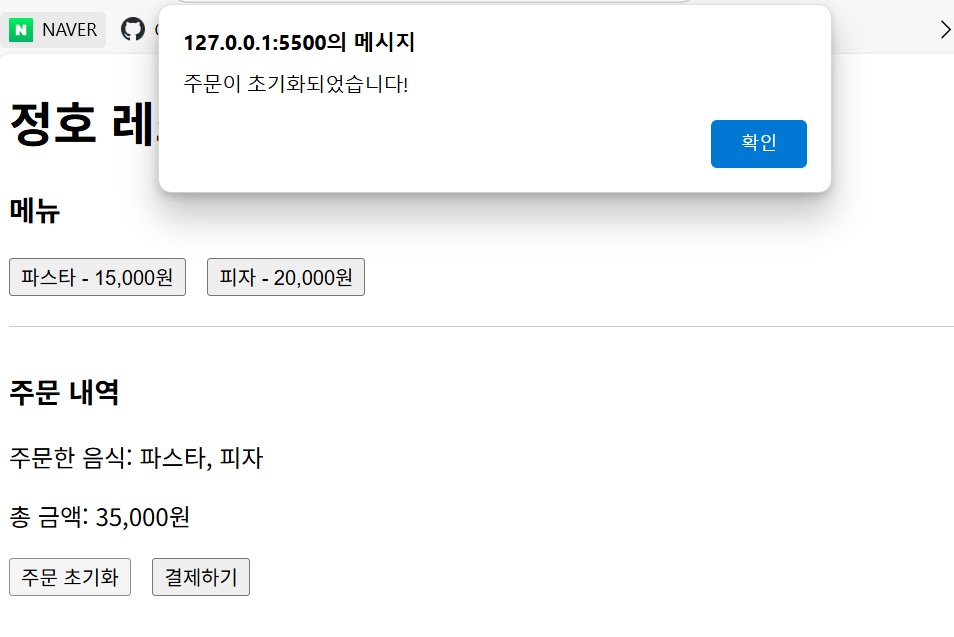 NAVER
127.0.0.1:5500의 메시지
주문이 초기화되었습니다!
확인
정호
메뉴
파스타 - 15,000원 피자 - 20,000원
주문 내역
주문한 음식: 파스타, 피자
총 금액: 35,000원
주문 초기화 결제하기